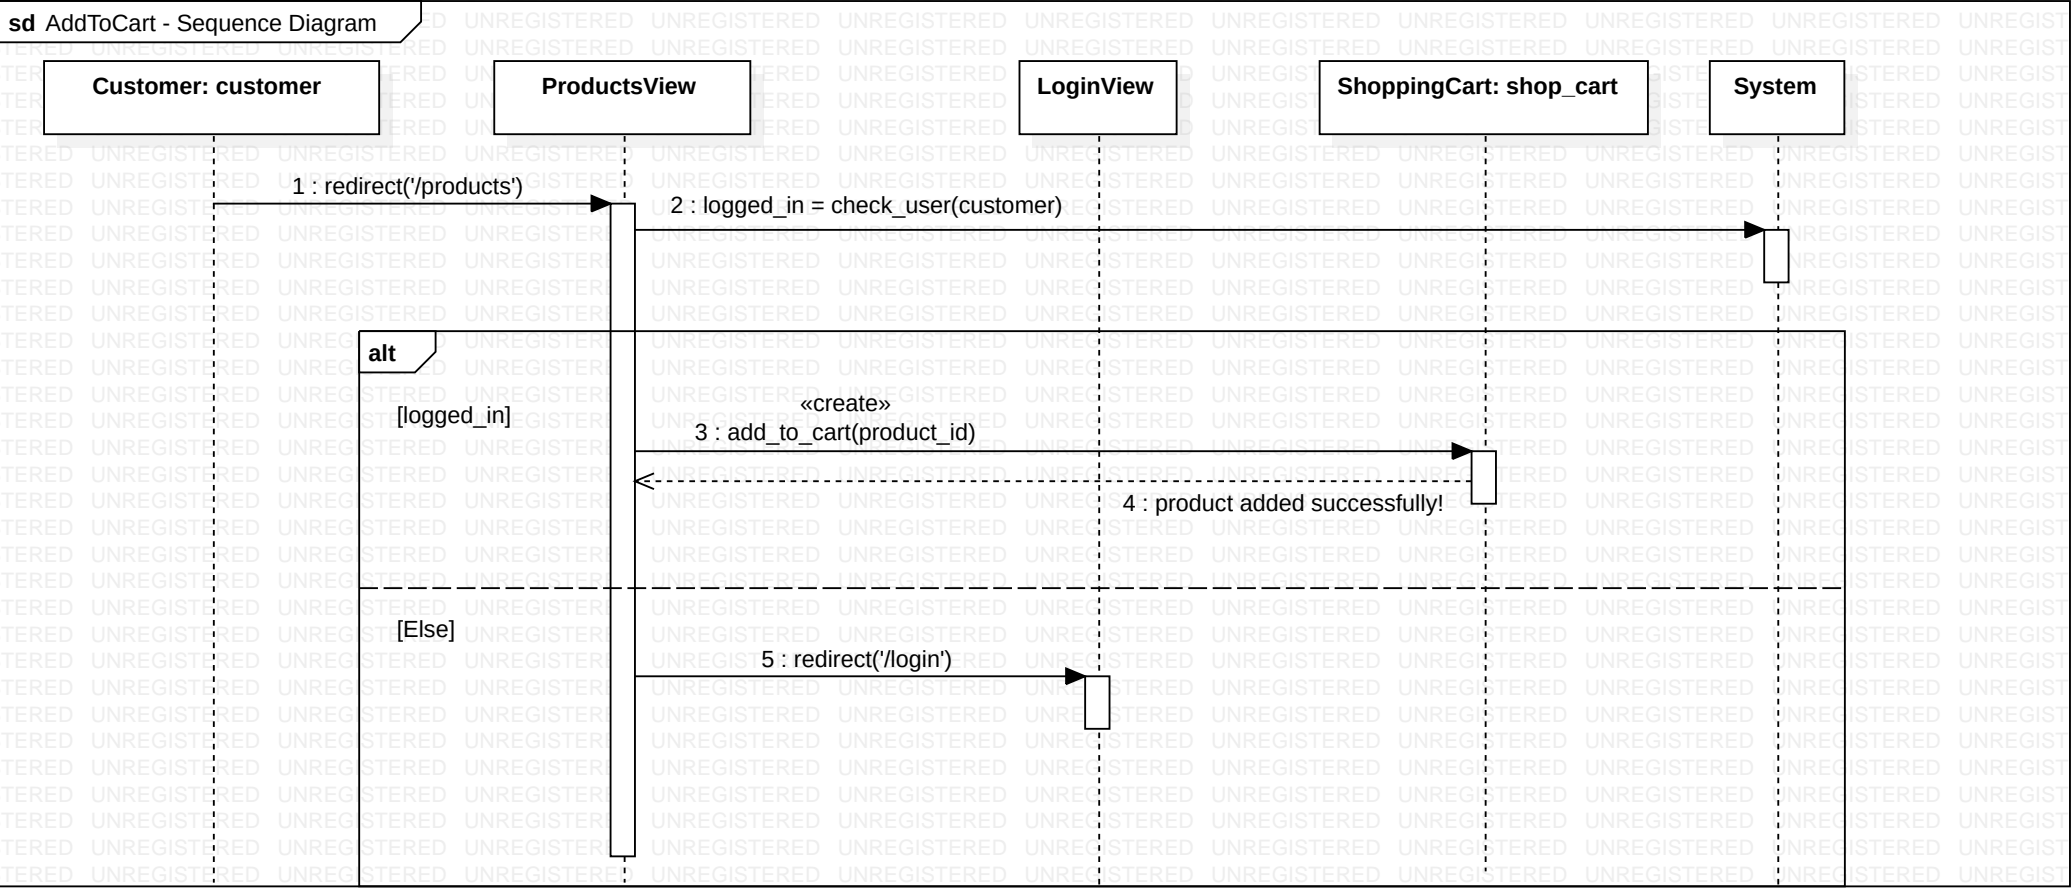 sd AddToCart - Sequence Diagram
Customer: customer
ProductsView
LoginView
ShoppingCart: shop_cart
System
1 : redirect('/products')
2 : logged_in = check_user(customer)
alt
[logged_in]
«create»
3 : add_to_cart(product_id)
4 : product added successfully!
[Else]
5 : redirect('/login')
UNREGISTERED